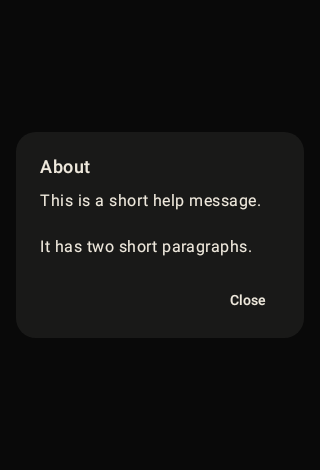 About
This is a short help message.
It has two short paragraphs.
Close